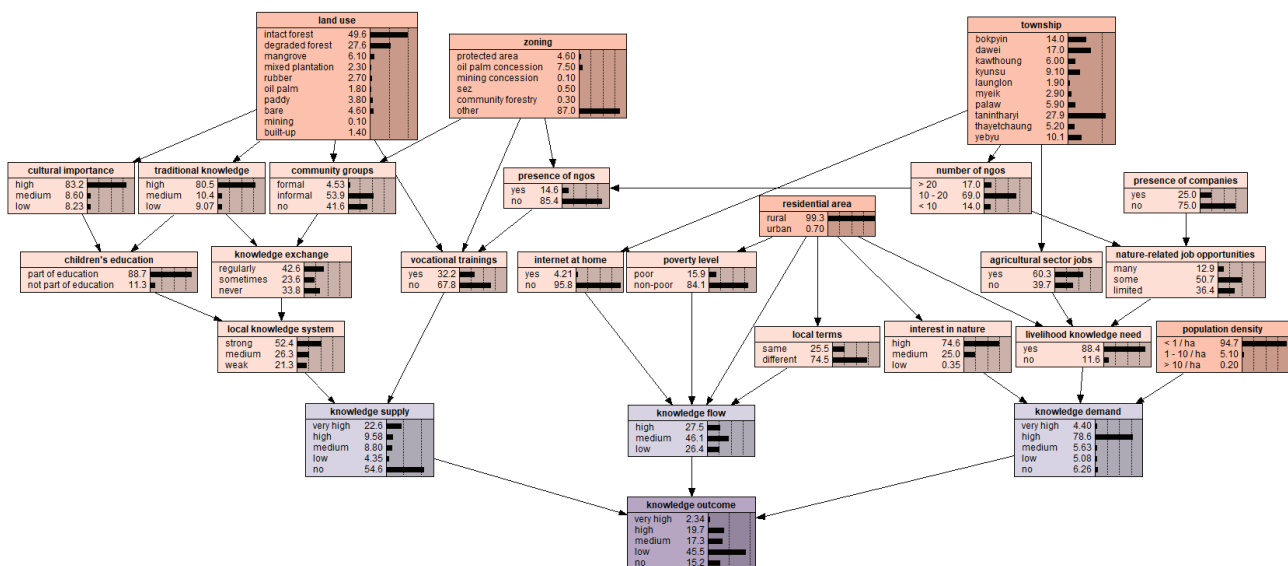 land use
intact forest 49.6
degraded forest 27.6
mangrove 6.10
mixed plantation 2.30
rubber 2.70
oil palm 1.80
paddy 3.80
bare 4.60
mining 0.10
built-up 1.40
zoning
protected area 4.60
oil palm concession 7.50
mining concession 0.10
sez 0.50
community forestry 0.30
other 87.0
township
bokpyin 14.0
dawei 17.0
kawthoung 6.00
kyunsu 9.10
launglon 1.90
myeik 2.90
palaw 5.90
tanintharyi 27.9
thayetchaung 5.20
yebyu 10.1
cultural importance
high 83.2
medium 8.60
low 8.23
traditional knowledge
high 80.5
medium 10.4
low 9.07
community groups
formal 4.53
informal 53.9
no 41.6
presence of ngos
yes 14.6
no 85.4
number of ngos
> 20 17.0
10 - 20 69.0
< 10 14.0
presence of companies
yes 25.0
no 75.0
residential area
rural 99.3
urban 0.70
children's education
part of education 88.7
not part of education 11.3
knowledge exchange
regularly 42.6
sometimes 23.6
never 33.8
vocational trainings
yes 32.2
no 67.8
internet at home
yes 4.21
no 95.8
poverty level
poor 15.9
non-poor 84.1
agricultural sector jobs
yes 60.3
no 39.7
nature-related job opportunities
many 12.9
some 50.7
limited 36.4
local knowledge system
strong 52.4
medium 26.3
weak 21.3
local terms
same 25.5
different 74.5
interest in nature
high 74.6
medium 25.0
low 0.35
livelihood knowledge need
yes 88.4
no 11.6
population density
< 1 / ha 94.7
1 - 10 / ha 5.10
> 10 / ha 0.20
knowledge supply
very high 22.6
high 9.58
medium 8.80
low 4.35
no 54.6
knowledge flow
high 27.5
medium 46.1
low 26.4
knowledge demand
very high 4.40
high 78.6
medium 5.63
low 5.08
no 6.26
knowledge outcome
very high 2.34
high 19.7
medium 17.3
low 45.5
no 15.2